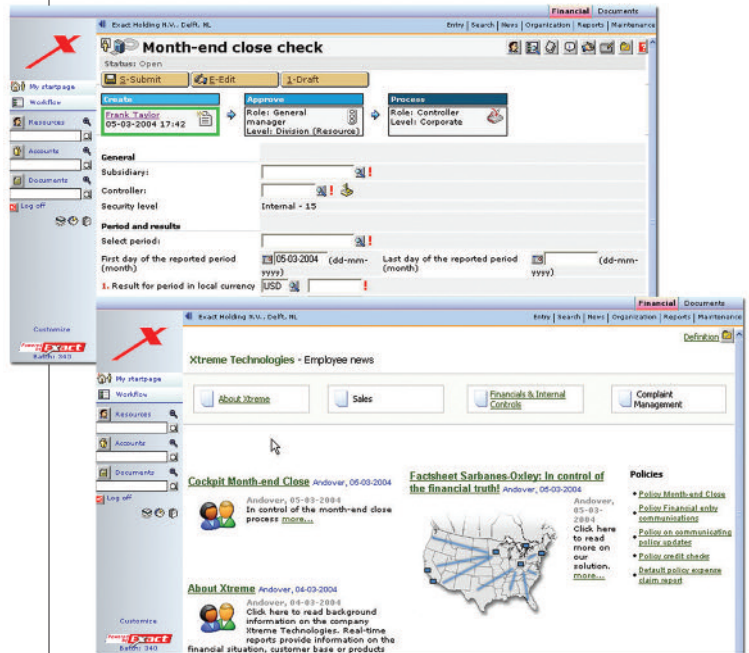 Financial Documents
Exact Holding N.V., Delft, NL
Entry | Search | News | Organization | Reports | Maintenance
Month-end close check
Status: Open
S-Submit
E-Edit
1-Draft
My startpage
Workflow
Resources
Accounts
Documents
Log off
Customize
Powered by Exact
Batch: 340
Create
Frank Taylor
05-03-2004 17:42
Approve
Role: General
manager
Level: Division (Resource)
Process
Role: Controller
Level: Corporate
General
Subsidiary: !
Controller: !
Security level Internal - 15
Period and results
Select period: !
First day of the reported period
(month)
05-03-2004 (dd-mm-
yyyy)
Last day of the reported period
(month)
(dd-mm-
yyyy)
1. Result for period in local currency USD !
Financial Documents
Exact Holding N.V., Delft, NL
Entry | Search | News | Organization | Reports | Maintenance
Definition
My startpage
Workflow
Resources
Accounts
Documents
Log off
Customize
Powered by Exact
Batch: 340
Xtreme Technologies - Employee news
About Xtreme
Sales
Financials & Internal
Controls
Complaint
Management
Cockpit Month-end Close Andover, 05-03-2004
Andover, 05-03-2004
In control of the month-end close
process more...
About Xtreme Andover, 04-03-2004
Andover, 04-03-2004
Click here to read background
information on the company
Xtreme Technologies. Real-time
reports provide information on the
financial situation, customer base or products
Factsheet Sarbanes-Oxley: In control of
the financial truth! Andover, 05-03-2004
Andover,
05-03-
2004
Click here
to read
more on
our
solution.
more...
Policies
• Policy Month-end Close
• Policy Financial entry
communications
• Policy on communicating
policy updates
• Policy credit checks
• Default policy expense
claim report